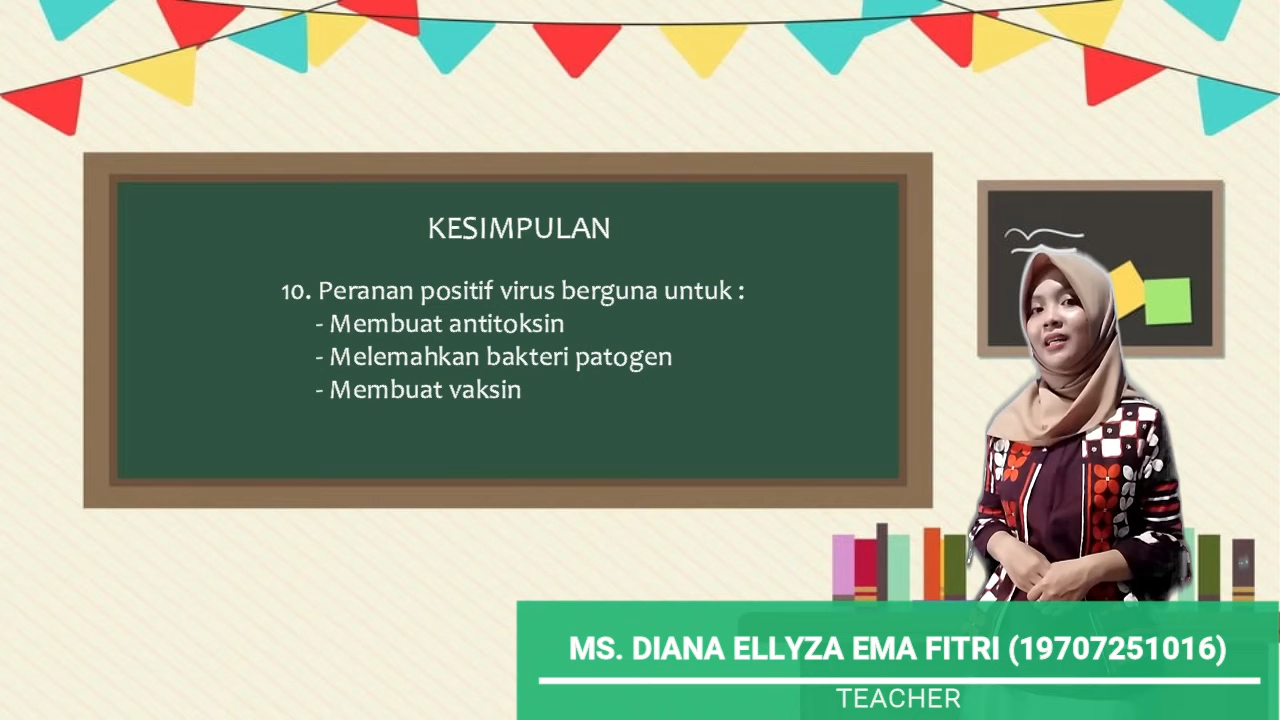 KESIMPULAN
10. Peranan positif virus berguna untuk :
- Membuat antitoksin
- Melemahkan bakteri patogen
- Membuat vaksin
MS. DIANA ELLYZA EMA FITRI (19707251016)
TEACHER